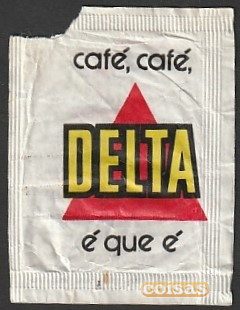 café, café,
DELTA
é que é
coisas